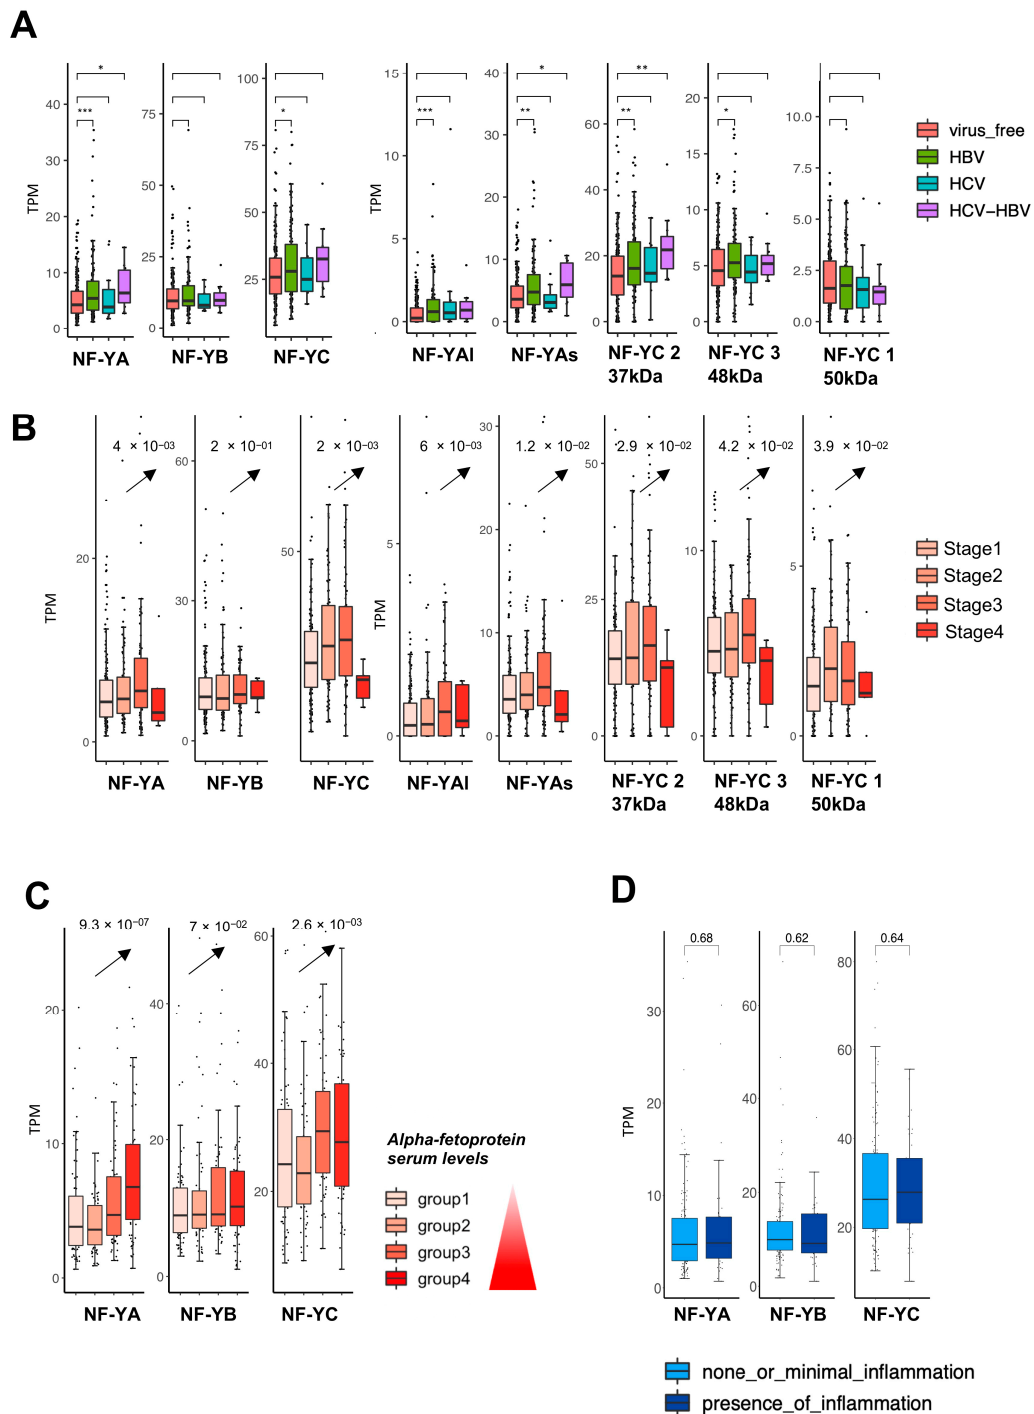 A
* * ** 
*** * *** ** ** *
TPM
40
30
20
10
0
75
50
25
0
100
75
50
25
TPM
15
10
5
0
40
30
20
10
0
60
40
20
0
20
15
10
5
0
10.0
7.5
5.0
2.5
0.0
NF-YA NF-YB NF-YC NF-YAl NF-YAs NF-YC 2 NF-YC 3 NF-YC 1
37kDa 48kDa 50kDa
virus_free
HBV
HCV
HCV−HBV
B
4 × 10−03 2 × 10−01 2 × 10−03 6 × 10−03 1.2 × 10−02 2.9 × 10−02 4.2 × 10−02 3.9 × 10−02
TPM
20
0
60
30
0
50
TPM
5
0
30
20
10
0
50
25
0
10
0
5
0
NF-YA NF-YB NF-YC NF-YAl NF-YAs NF-YC 2 NF-YC 3 NF-YC 1
37kDa 48kDa 50kDa
Stage1
Stage2
Stage3
Stage4
C
9.3 × 10−07 7 × 10−02 2.6 × 10−03
TPM
20
10
0
40
20
0
60
40
20
NF-YA NF-YB NF-YC
Alpha-fetoprotein
serum levels
group1
group2
group3
group4
D
0.68 0.62 0.64
TPM
30
20
10
0
60
40
20
0
80
60
40
20
NF-YA NF-YB NF-YC
none_or_minimal_inflammation
presence_of_inflammation